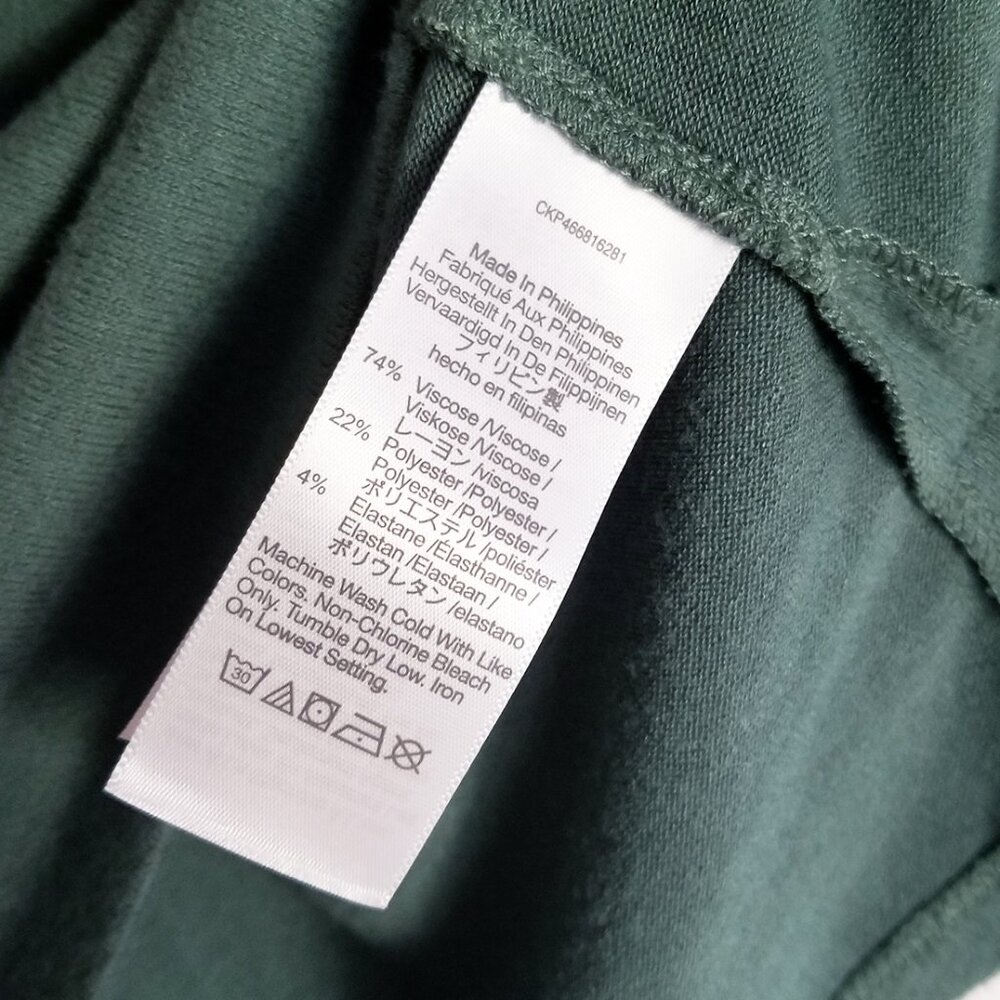 CKP466816281
Made In Philippines
Fabriqué Aux Philippines
Hergestellt In Den Philippinen
Vervaardigd In De Filippijnen
フィリピン製
hecho en filipinas
74% Viscose /Viscose /
Viskose /Viscose /
レーヨン /viscosa
22% Polyester /Polyester /
Polyester /Polyester /
ポリエステル /poliéster
4% Elastane /Élasthanne /
Elastan /Elastaan /
ポリウレタン /elastano
Machine Wash Cold With Like
Colors. Non-Chlorine Bleach
Only. Tumble Dry Low. Iron
On Lowest Setting.
30